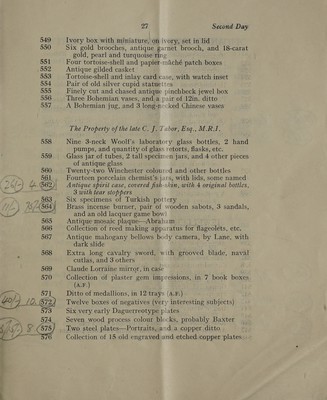 27 Second Day
549 Ivory box with miniature, on ivory, set in lid
550 Six gold brooches, antique garnet brooch, and 18-carat
gold, pearl and turquoise ring
551 Four tortoise-shell and papier-mâché patch boxes
552 Antique gilded casket
553 Tortoise-shell and inlay card case, with watch inset
554 Pair of old silver cupid statuettes
555 Finely cut and chased antique pinchbeck jewel box
556 Three Bohemian vases, and a pair of 12in. ditto
557 A Bohemian jug, and 3 long-necked Chinese vases
The Property of the late C. J. Tabor, Esq., M.R.I.
558 Nine 3-neck Woolf's laboratory glass bottles, 2 hand
pumps, and quantity of glass retorts, flasks, etc.
559 Glass jar of tubes, 2 tall specimen jars, and 4 other pieces
of antique glass
560 Twenty-two Winchester coloured and other bottles
561 Fourteen porcelain chemist's jars, with lids, some named
562 Antique spirit case, covered fish-skin, with 4 original bottles,
3 with tear stoppers
563 Six specimens of Turkish pottery
564 Brass incense burner, pair of wooden sabots, 3 sandals,
and an old lacquer game bowl
565 Antique mosaic plaque—Abraham
566 Collection of reed making apparatus for flageolets, etc.
567 Antique mahogany bellows body camera, by Lane, with
dark slide
568 Extra long cavalry sword, with grooved blade, naval
cutlas, and 3 others
569 Claude Lorraine mirror, in case
570 Collection of plaster gem impressions, in 7 book boxes
(A.F.)
571 Ditto of medallions, in 12 trays (A.F.)
572 Twelve boxes of negatives (very interesting subjects)
573 Six very early Daguerreotype plates
574 Seven wood process colour blocks, probably Baxter
575 Two steel plates—Portraits, and a copper ditto
576 Collection of 18 old engraved and etched copper plates